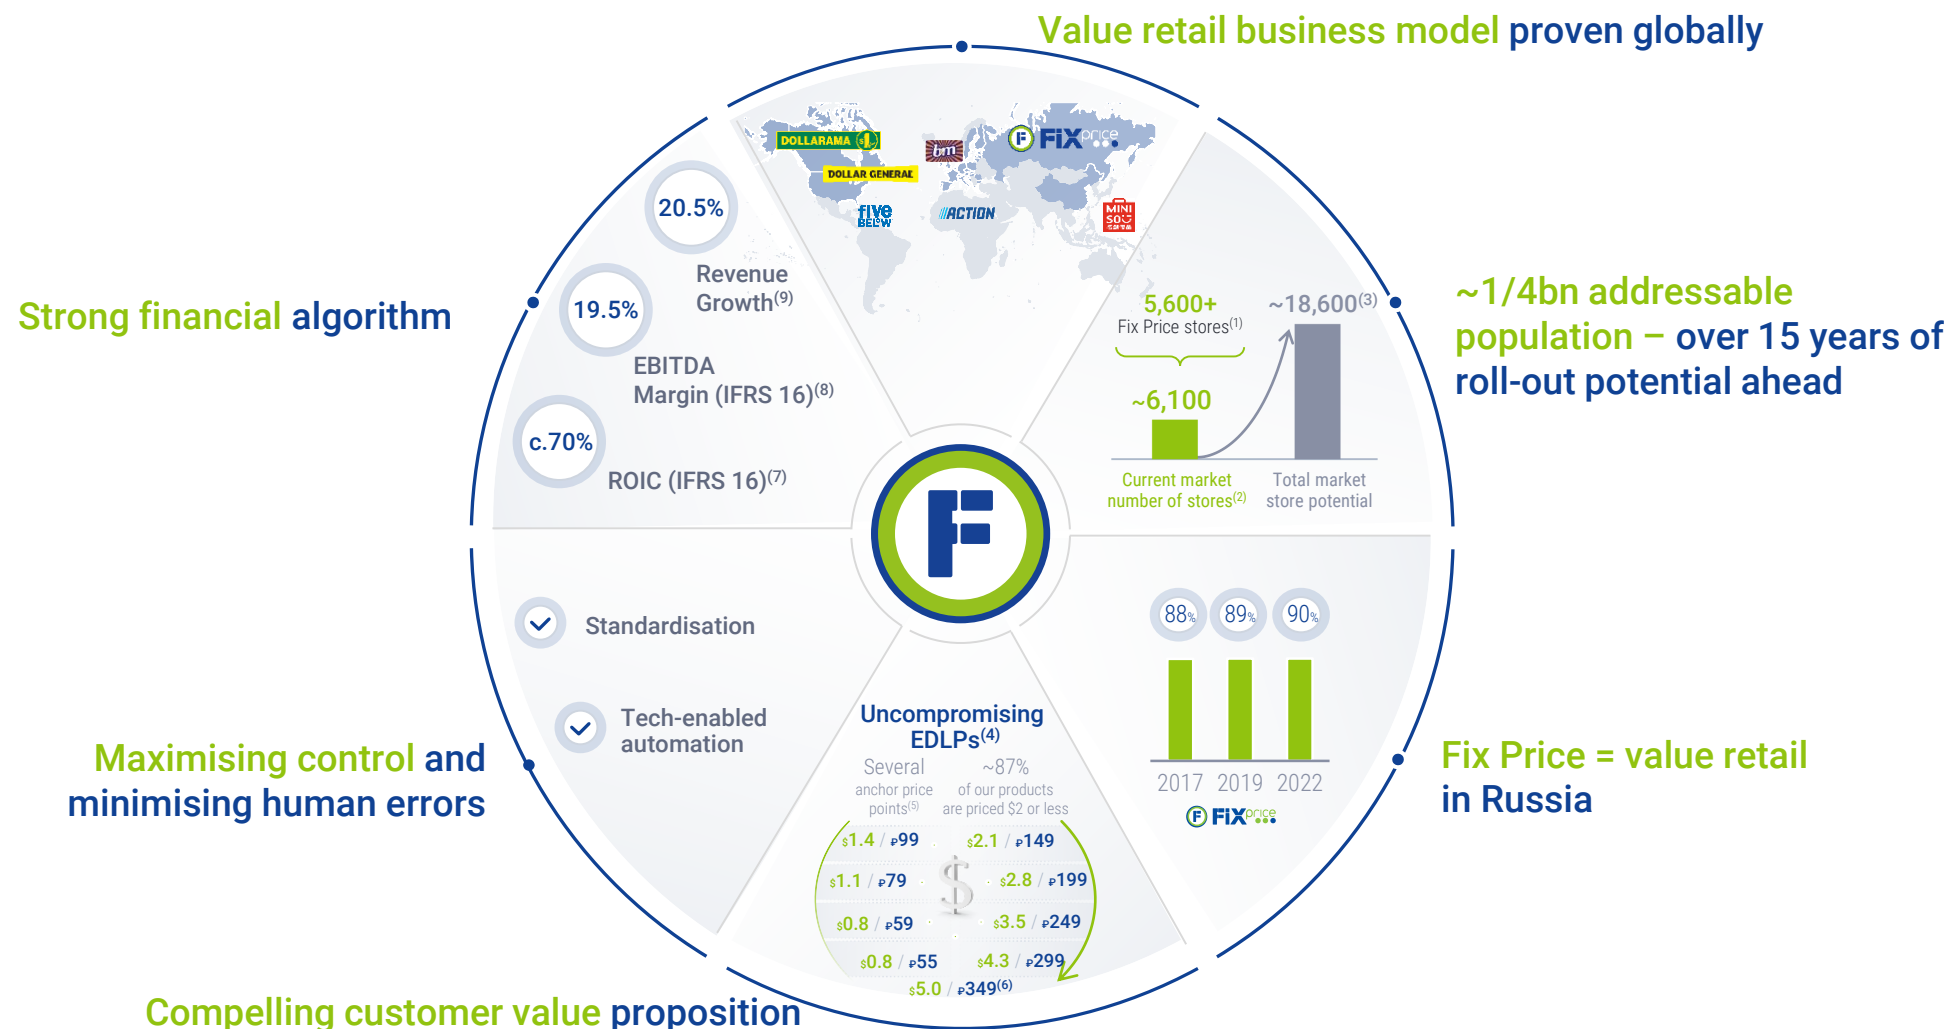 Value retail business model proven globally
DOLLARAMA $1
DOLLAR GENERAL
five
BELOW
b&m
ACTION
F FiX price
MINI
SO
20.5%
Revenue
Growth(9)
19.5%
EBITDA
Margin (IFRS 16)(8)
c.70%
ROIC (IFRS 16)(7)
Strong financial algorithm
5,600+
Fix Price stores(1)
~18,600(3)
~6,100
Current market
number of stores(2)
Total market
store potential
~1/4bn addressable
population – over 15 years of
roll-out potential ahead
F
Standardisation
Tech-enabled
automation
Maximising control and
minimising human errors
Uncompromising
EDLPs(4)
Several
anchor price
points(5)
~87%
of our products
are priced $2 or less
$1.4 / ₽99
$2.1 / ₽149
$1.1 / ₽79
$2.8 / ₽199
$0.8 / ₽59
$3.5 / ₽249
$0.8 / ₽55
$4.3 / ₽299
$5.0 / ₽349(6)
$
Compelling customer value proposition
88% 89% 90%
2017 2019 2022
F FiX price
Fix Price = value retail
in Russia